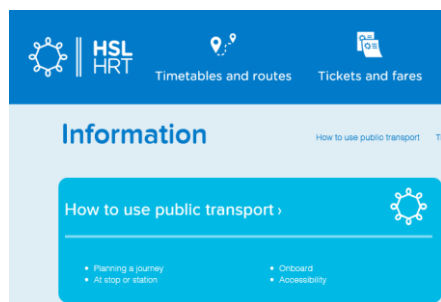 HSL
HRT
Timetables and routes
Tickets and fares
Information
How to use public transport
How to use public transport ›
Planning a journey
At stop or station
Onboard
Accessibility